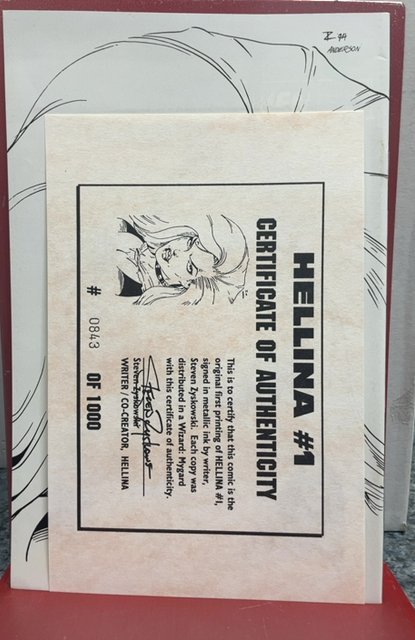 HELLINA #1
CERTIFICATE OF AUTHENTICITY
This is to certify that this comic is the
original first printing of HELLINA #1,
signed in metallic ink by writer,
Steven Zyskowski. Each copy was
distributed in a Wizard: Mygard
with this certificate of authenticity.
Steven Zyskowski
WRITER / CO-CREATOR, HELLINA
# 0843 OF 1000
94
ANDERSON